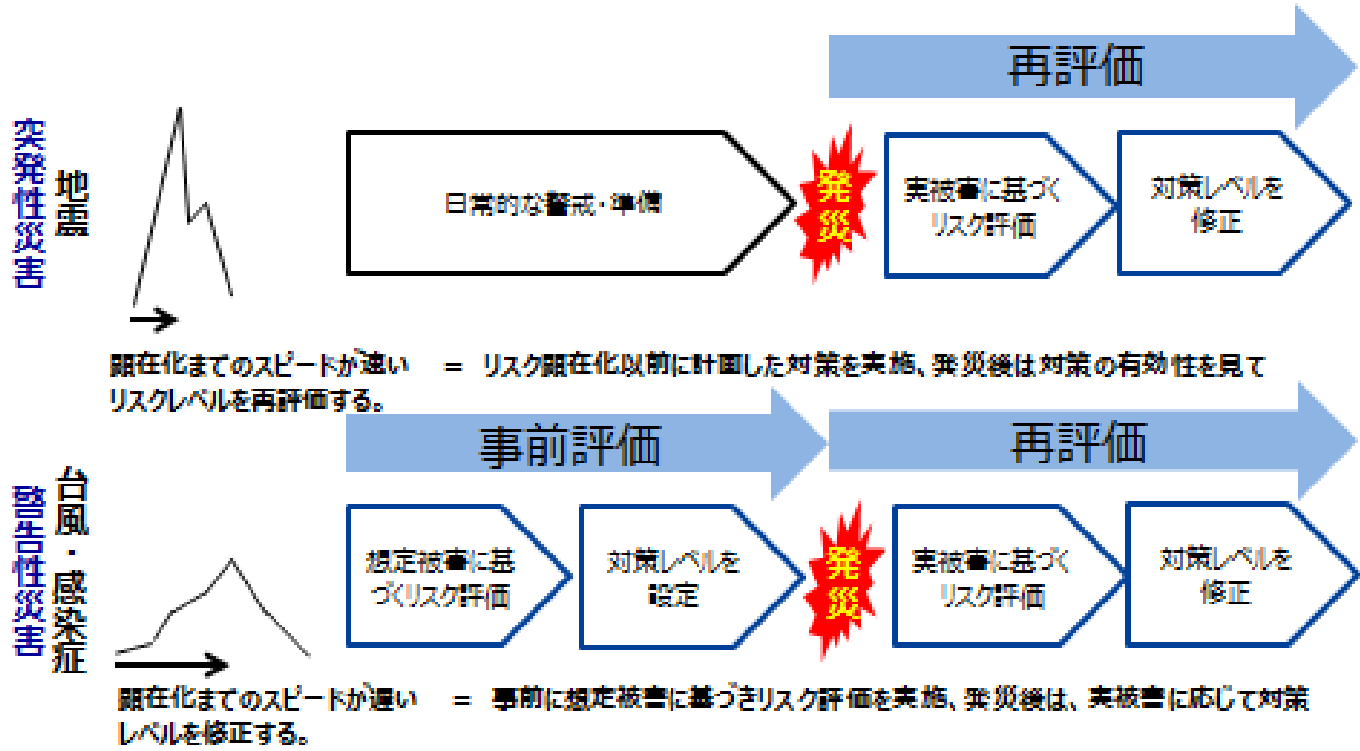 再評価
突発性災害
地震
日常的な警戒・準備
発災
実被害に基づく
リスク評価
対策レベルを
修正
顕在化までのスピードが速い = リスク顕在化以前に計画した対策を実施、発災後は対策の有効性を見て
リスクレベルを再評価する。
事前評価
再評価
性災害
台風・感染症
想定被害に基
づくリスク評価
対策レベルを
設定
発災
実被害に基づく
リスク評価
対策レベルを
修正
顕在化までのスピードが遅い = 事前に想定被害に基づきリスク評価を実施、発災後は、実被害に応じて対策
レベルを修正する。